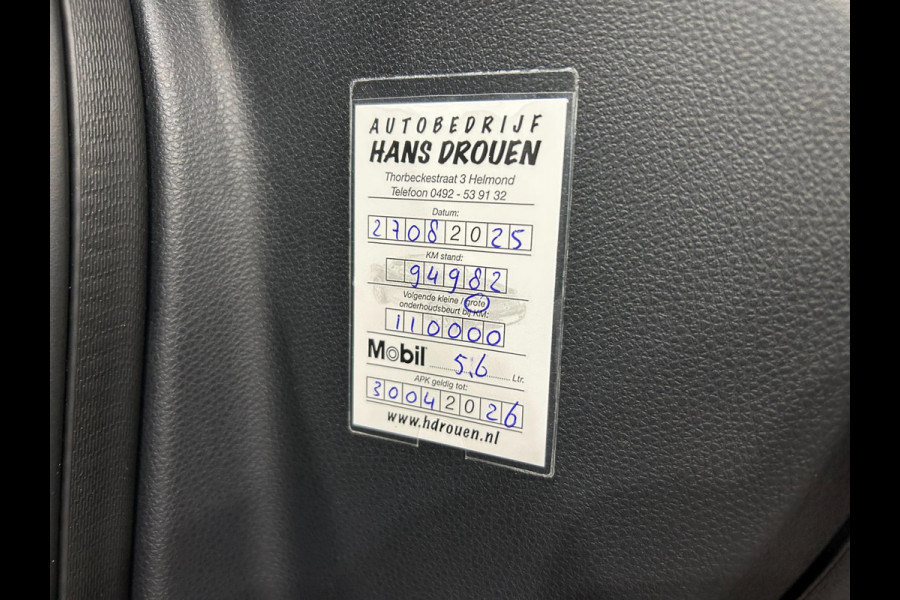 AUTOBEDRIJF
HANS DROUEN
Thorbeckestraat 3 Helmond
Telefoon 0492 - 53 91 32
Datum:
27082025
KM stand:
94982
Volgende kleine / grote
onderhoudsbeurt bij KM:
110000
Mobil 5,6 Ltr.
APK geldig tot:
30042026
www.hdrouen.nl